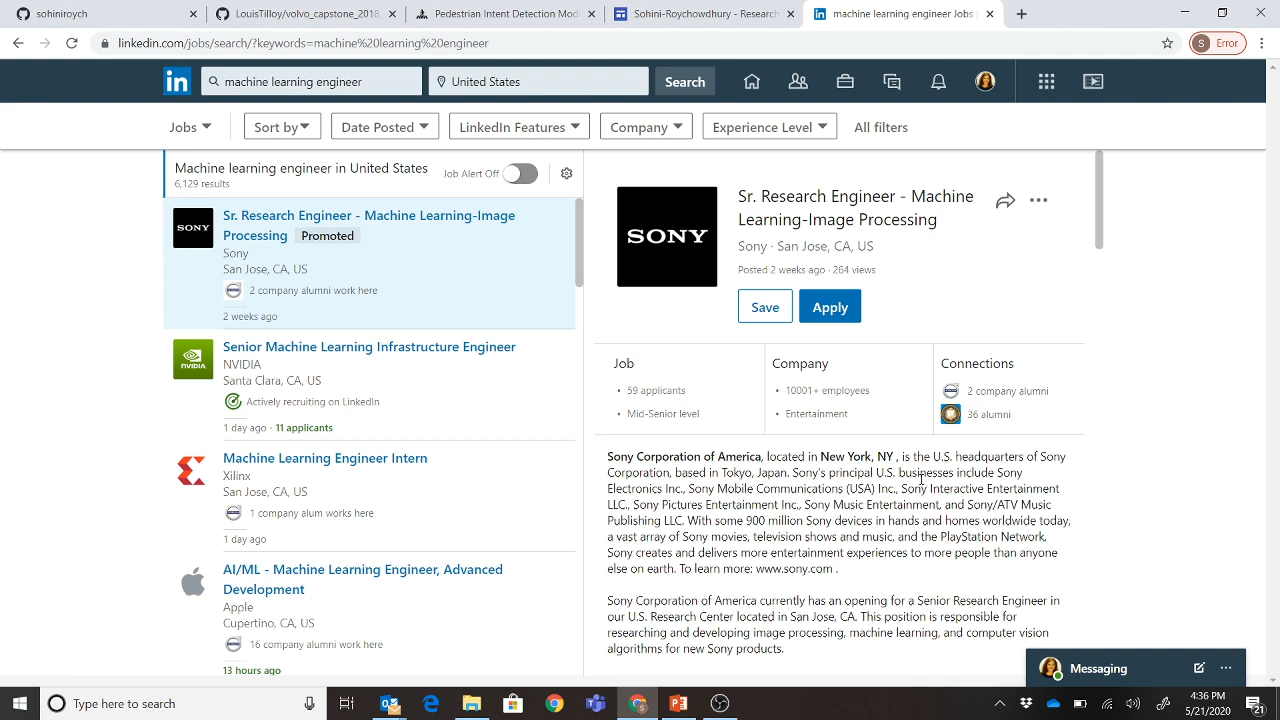 sohiniroych
LouisTilloy/volvo_capstone_2018_
Pedestrian Intent Detection Mode
Sohini-Roychowdhury - Research
machine learning engineer Jobs
linkedin.com/jobs/search/?keywords=machine%20learning%20engineer
S Error
in
machine learning engineer
United States
Search
Jobs
Sort by
Date Posted
LinkedIn Features
Company
Experience Level
All filters
Machine learning engineer in United States
6,129 results
Job Alert Off
SONY
Sr. Research Engineer - Machine Learning-Image
Processing Promoted
Sony
San Jose, CA, US
2 company alumni work here
2 weeks ago
NVIDIA
Senior Machine Learning Infrastructure Engineer
NVIDIA
Santa Clara, CA, US
Actively recruiting on LinkedIn
1 day ago · 11 applicants
Machine Learning Engineer Intern
Xilinx
San Jose, CA, US
1 company alum works here
1 day ago
AI/ML - Machine Learning Engineer, Advanced
Development
Apple
Cupertino, CA, US
16 company alumni work here
13 hours ago
SONY
Sr. Research Engineer - Machine
Learning-Image Processing
Sony · San Jose, CA, US
Posted 2 weeks ago · 264 views
Save
Apply
Job
• 59 applicants
• Mid-Senior level
Company
• 10001+ employees
• Entertainment
Connections
2 company alumni
36 alumni
Sony Corporation of America, located in New York, NY , is the U.S. headquarters of Sony
Corporation, based in Tokyo, Japan. Sony's principal U.S. businesses include Sony
Electronics Inc., Sony Mobile Communications (USA) Inc., Sony Interactive Entertainment
LLC., Sony Pictures Entertainment Inc., Sony Music Entertainment, and Sony/ATV Music
Publishing LLC. With some 900 million Sony devices in hands and homes worldwide today,
a vast array of Sony movies, television shows and music, and the PlayStation Network,
Sony creates and delivers more entertainment experiences to more people than anyone
else on earth. To learn more: www.sony.com .
Sony Corporation of America currently has an opening for a Senior Research Engineer in
our U.S. Research Center located in San Jose, CA. This position is responsible for
researching and developing image processing, machine learning, and computer vision
algorithms for new Sony products.
Messaging
Type here to search
4:36 PM
5/21/2020
21